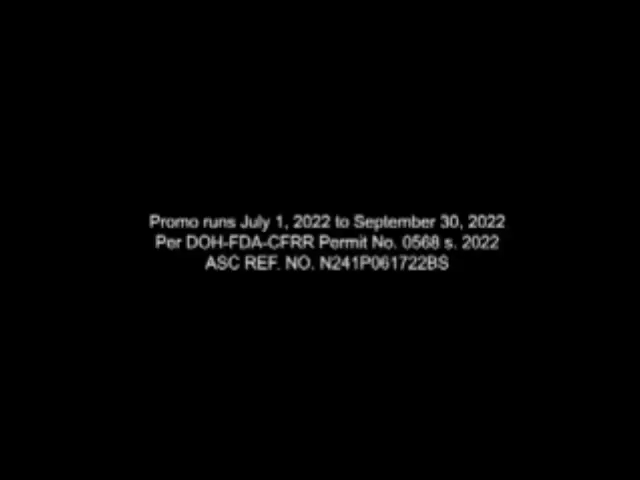 Promo runs July 1, 2022 to September 30, 2022
Per DOH-FDA-CFRR Permit No. 0568 s. 2022
ASC REF. NO. N241P061722BS